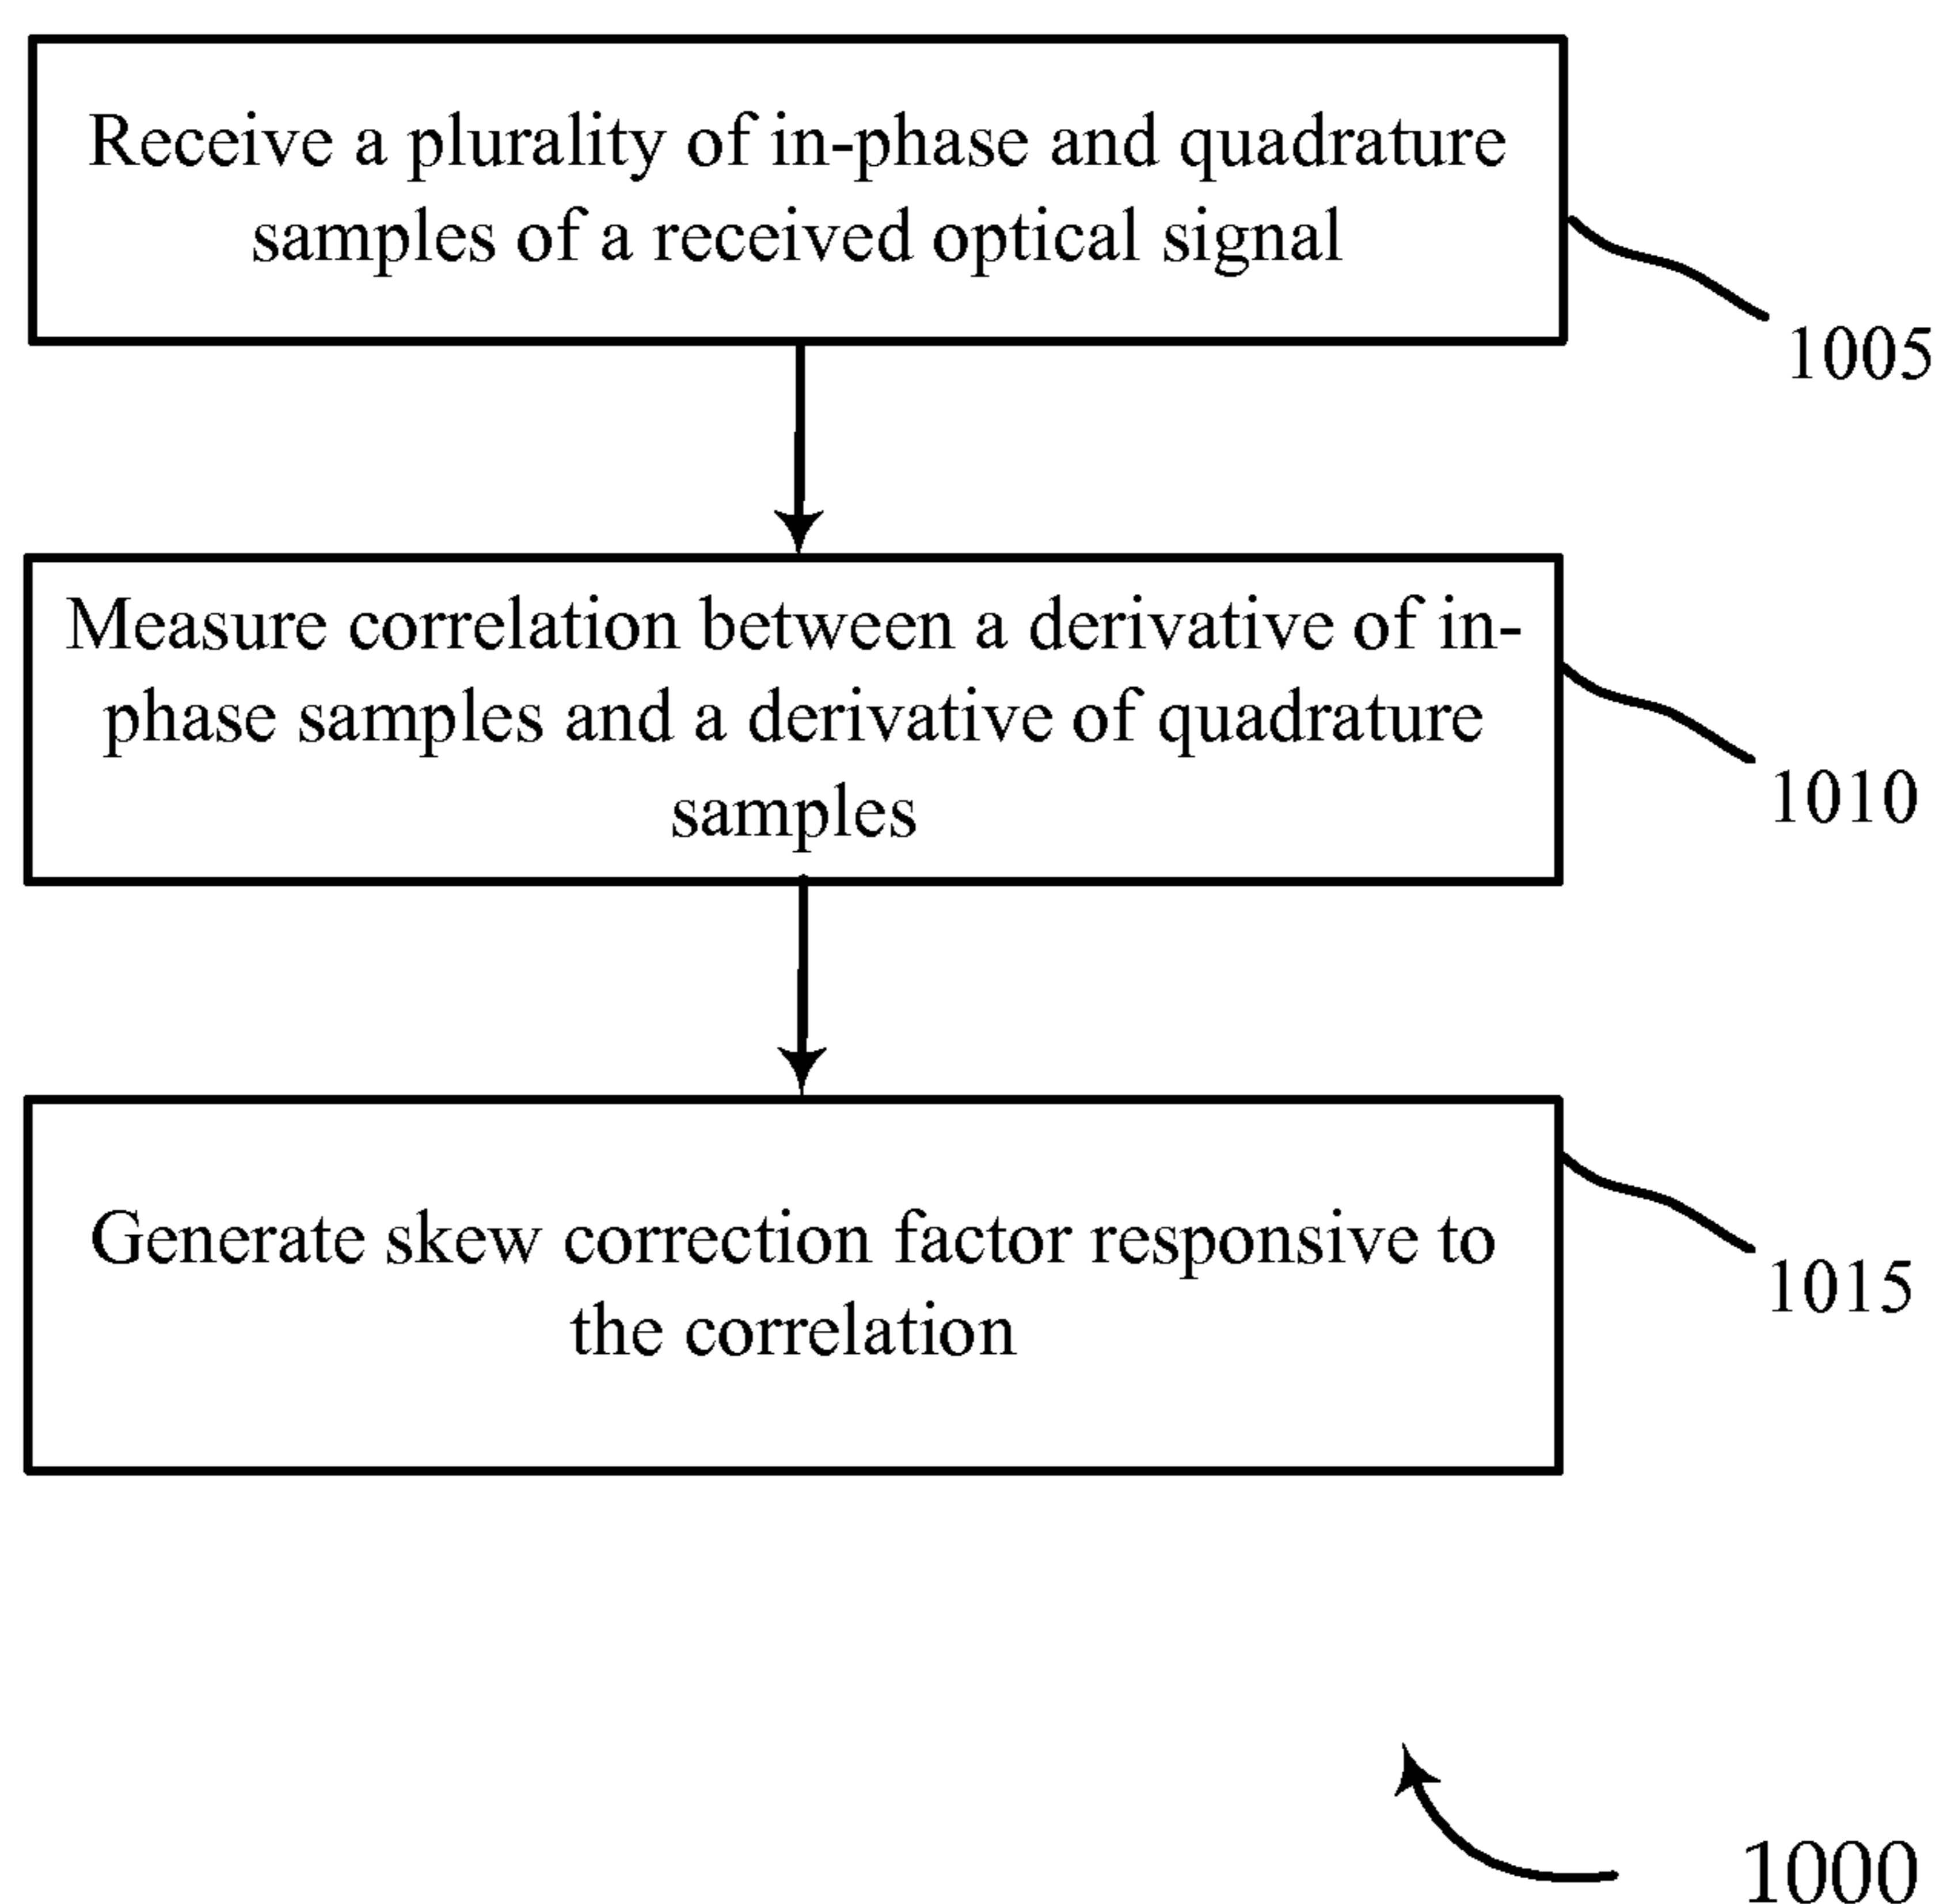 Receive a plurality of in-phase and quadrature
samples of a received optical signal
1005
Measure correlation between a derivative of in-
phase samples and a derivative of quadrature
samples
1010
Generate skew correction factor responsive to
the correlation
1015
1000